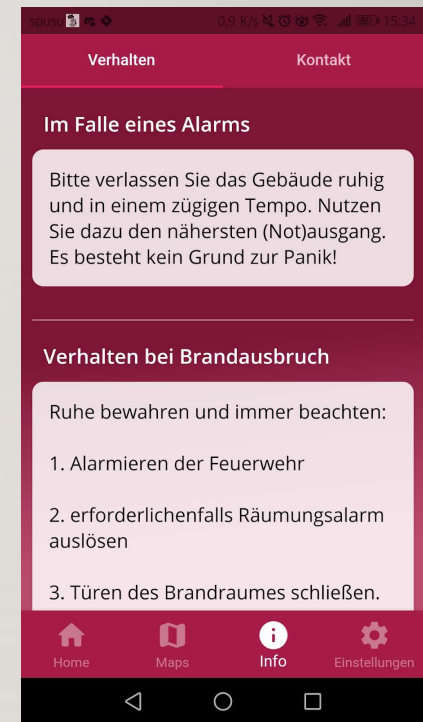 spusu 0,9 K/s 15:34
Verhalten Kontakt
Im Falle eines Alarms
Bitte verlassen Sie das Gebäude ruhig
und in einem zügigen Tempo. Nutzen
Sie dazu den nähersten (Not)ausgang.
Es besteht kein Grund zur Panik!
Verhalten bei Brandausbruch
Ruhe bewahren und immer beachten:
1. Alarmieren der Feuerwehr
2. erforderlichenfalls Räumungsalarm
auslösen
3. Türen des Brandraumes schließen.
Home Maps Info Einstellungen